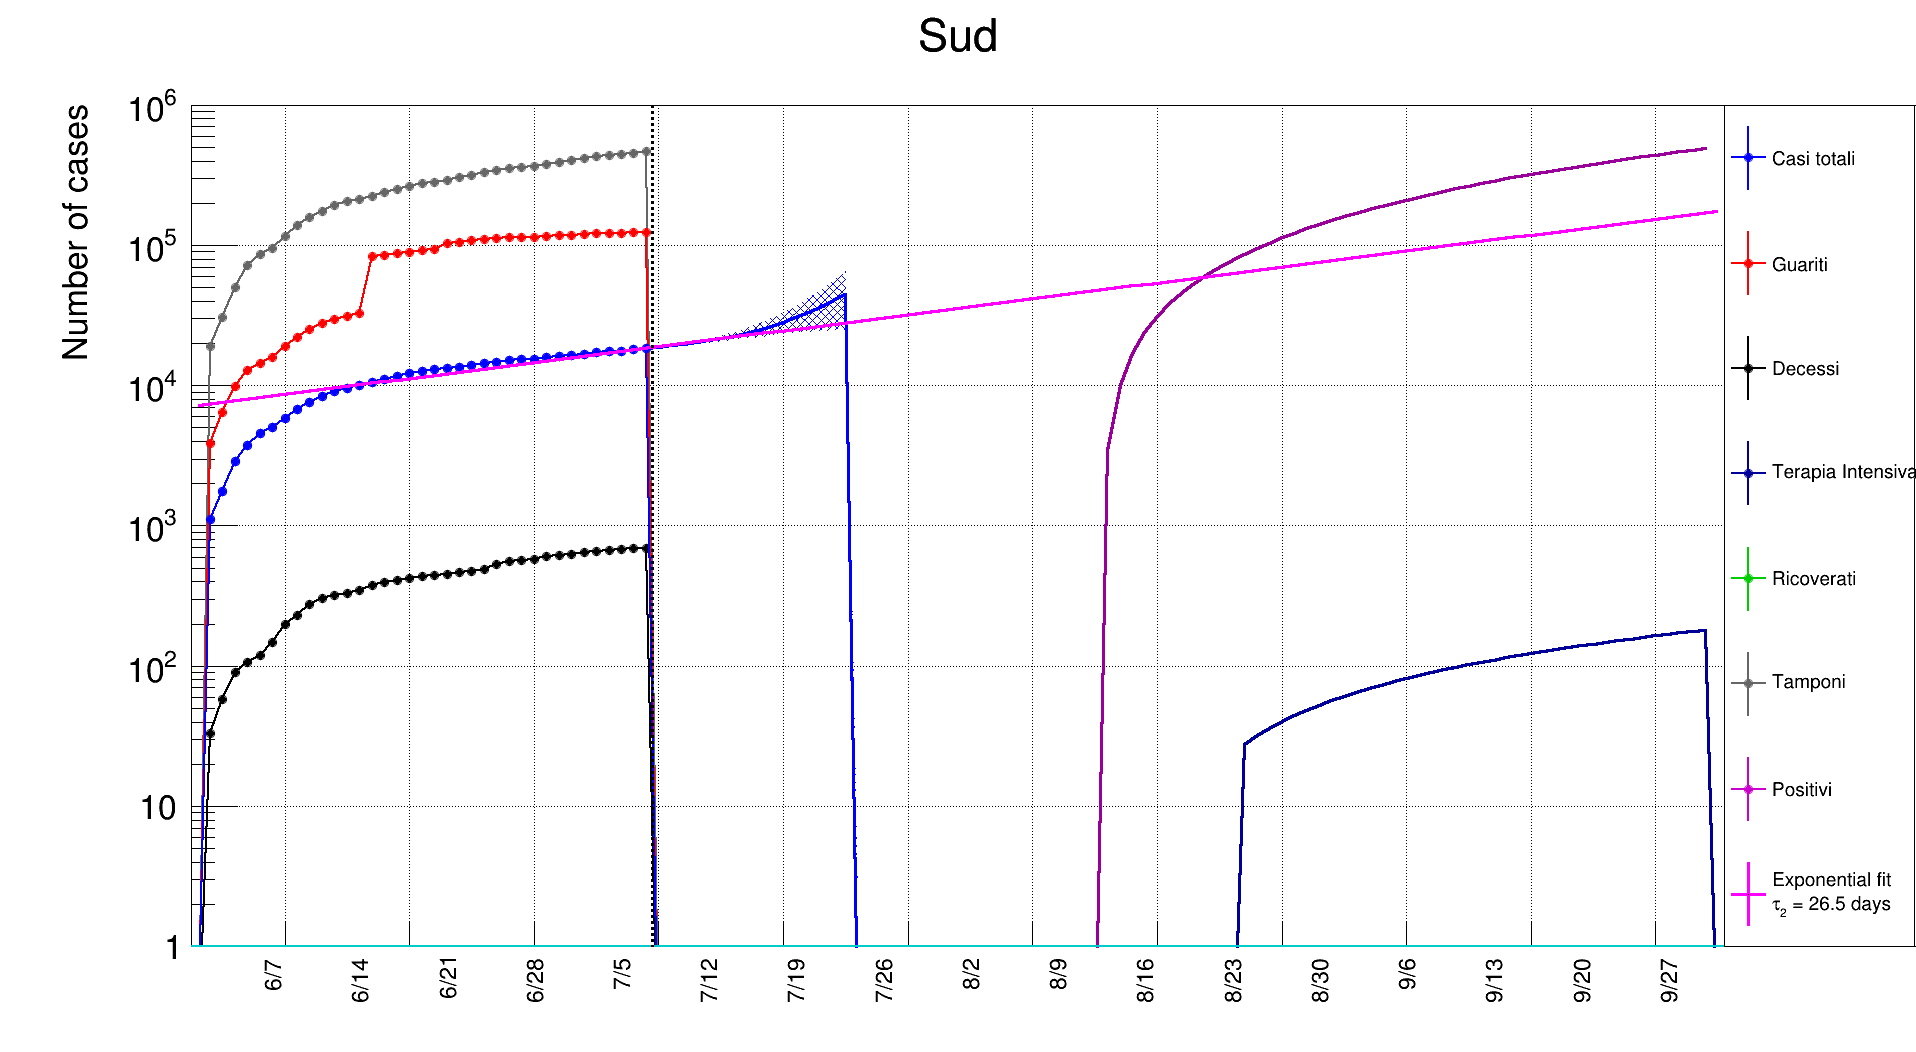 Sud
Number of cases
10^6
10^5
10^4
10^3
10^2
10
1
6/7 6/14 6/21 6/28 7/5 7/12 7/19 7/26 8/2 8/9 8/16 8/23 8/30 9/6 9/13 9/20 9/27
Casi totali
Guariti
Decessi
Terapia Intensiva
Ricoverati
Tamponi
Positivi
Exponential fit
τ₂ = 26.5 days